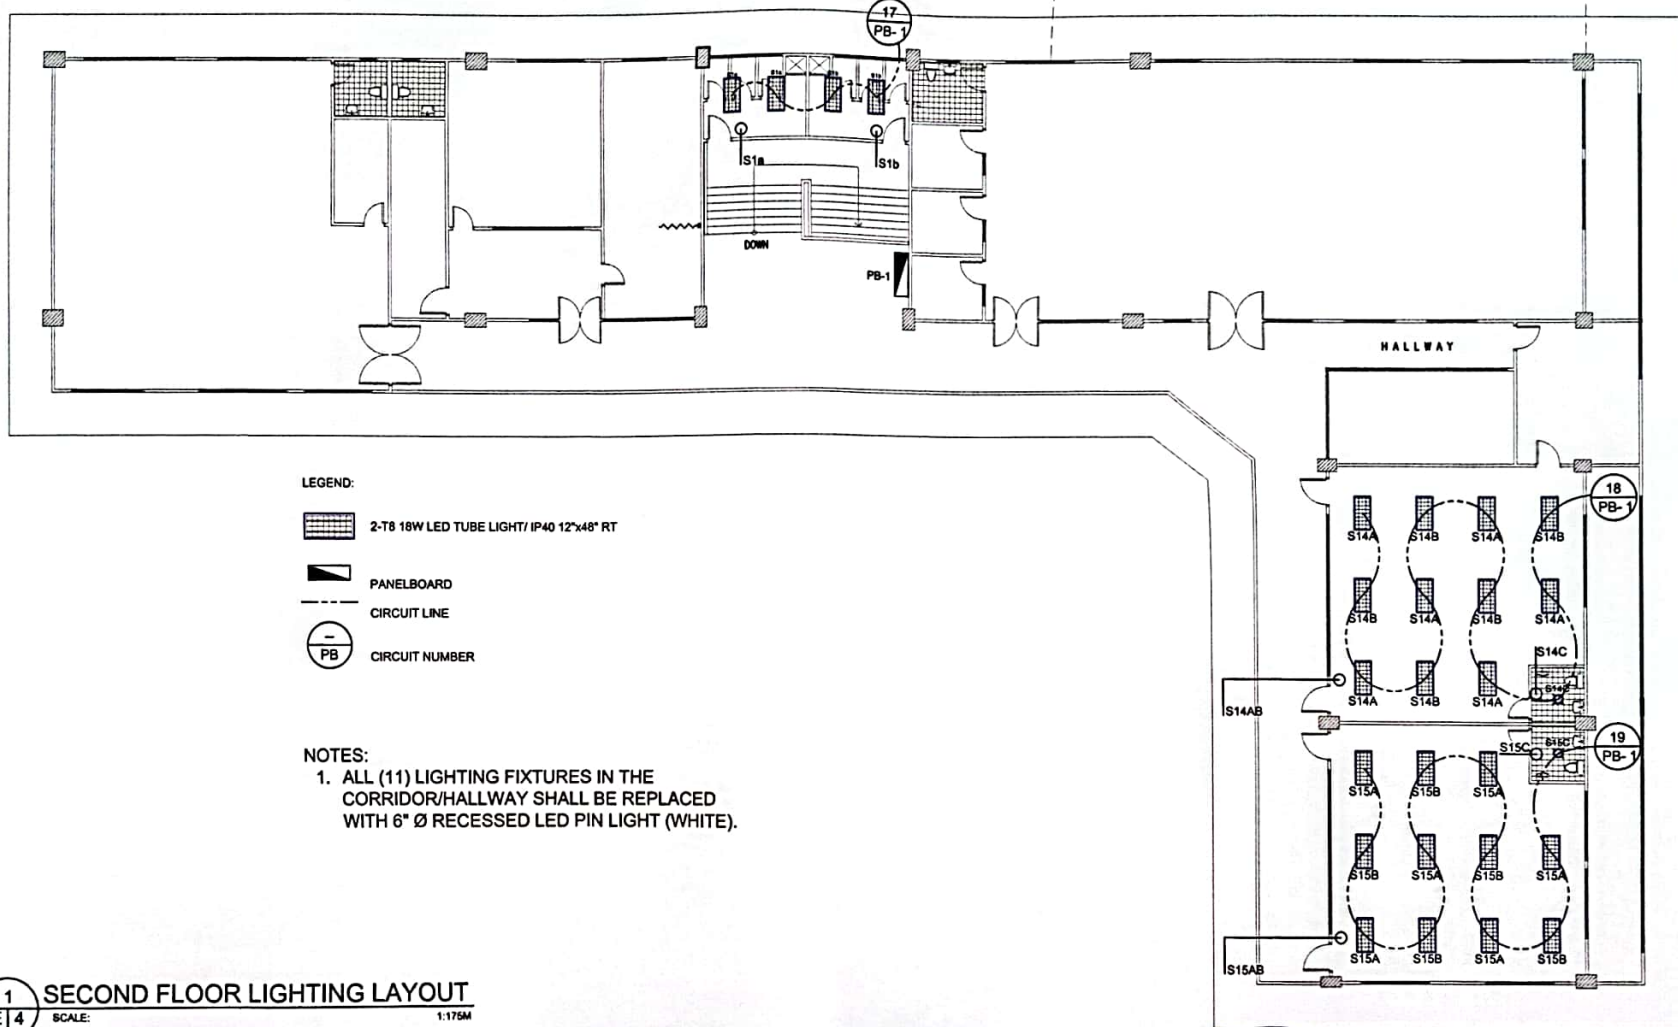 17
PB- 1
S1a
S1b
DOWN
PB-1
HALLWAY
LEGEND:
2-T8 18W LED TUBE LIGHT/ IP40 12"x48" RT
PANELBOARD
CIRCUIT LINE
–
PB
CIRCUIT NUMBER
18
PB- 1
S14A S14B S14A S14B
S14B S14A S14B S14A
S14C
S14A S14B S14A
S14AB
NOTES:
1. ALL (11) LIGHTING FIXTURES IN THE
CORRIDOR/HALLWAY SHALL BE REPLACED
WITH 6" Ø RECESSED LED PIN LIGHT (WHITE).
19
PB- 1
S15C S15C
S15A S15B S15A
S15B S15A S15B S15A
S15A S15B S15A S15B
S15AB
1
4
SECOND FLOOR LIGHTING LAYOUT
SCALE: 1:175M